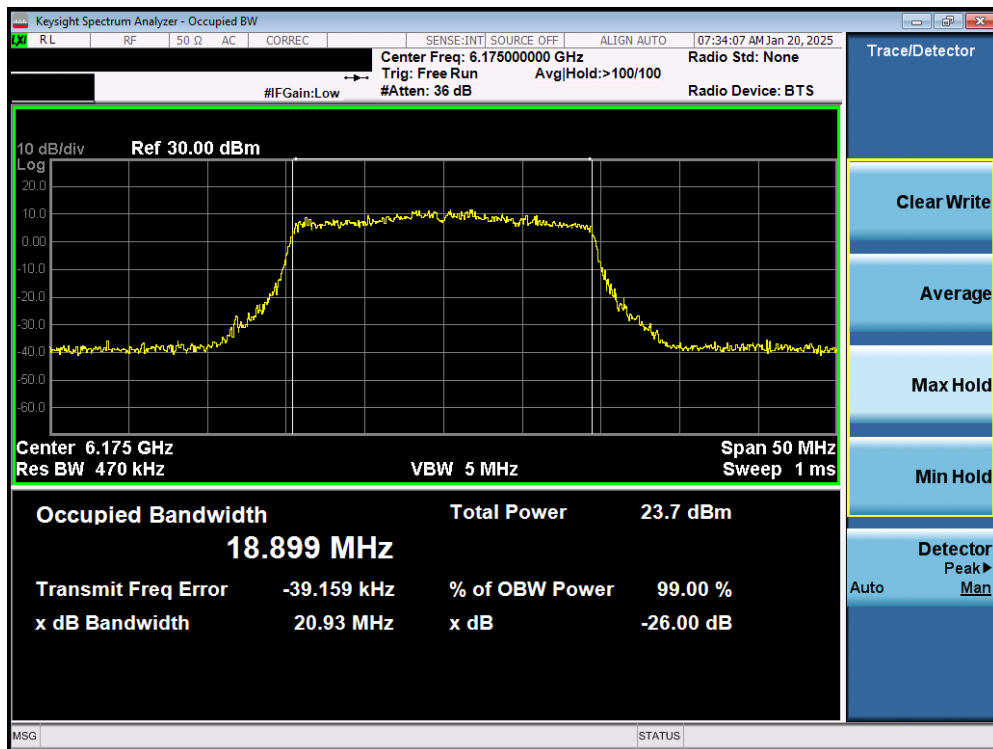 Keysight Spectrum Analyzer - Occupied BW
LXI RL RF 50 Ω AC CORREC SENSE:INT SOURCE OFF ALIGN AUTO 07:34:07 AM Jan 20, 2025
Center Freq: 6.175000000 GHz Radio Std: None
Trig: Free Run Avg|Hold:>100/100
#IFGain:Low #Atten: 36 dB Radio Device: BTS
10 dB/div Ref 30.00 dBm
Log
20.0
10.0
0.00
-10.0
-20.0
-30.0
-40.0
-50.0
-60.0
Center 6.175 GHz Span 50 MHz
Res BW 470 kHz VBW 5 MHz Sweep 1 ms
Occupied Bandwidth Total Power 23.7 dBm
18.899 MHz
Transmit Freq Error -39.159 kHz % of OBW Power 99.00 %
x dB Bandwidth 20.93 MHz x dB -26.00 dB
Trace/Detector
Clear Write
Average
Max Hold
Min Hold
Detector
Peak▶
Auto Man
MSG STATUS